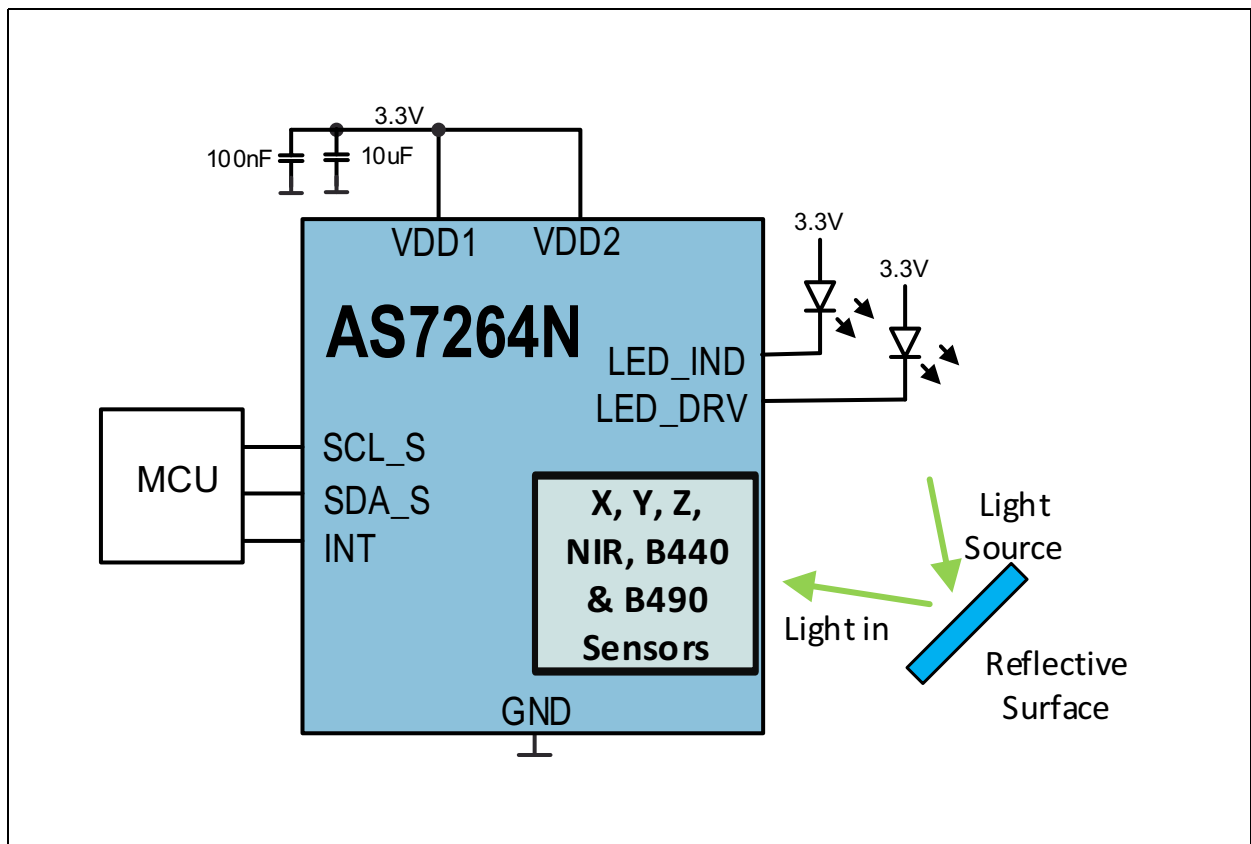 3.3V
100nF
10uF
VDD1
VDD2
3.3V
3.3V
AS7264N
LED_IND
LED_DRV
MCU
SCL_S
SDA_S
INT
X, Y, Z,
NIR, B440
& B490
Sensors
Light
Source
Light in
Reflective
Surface
GND